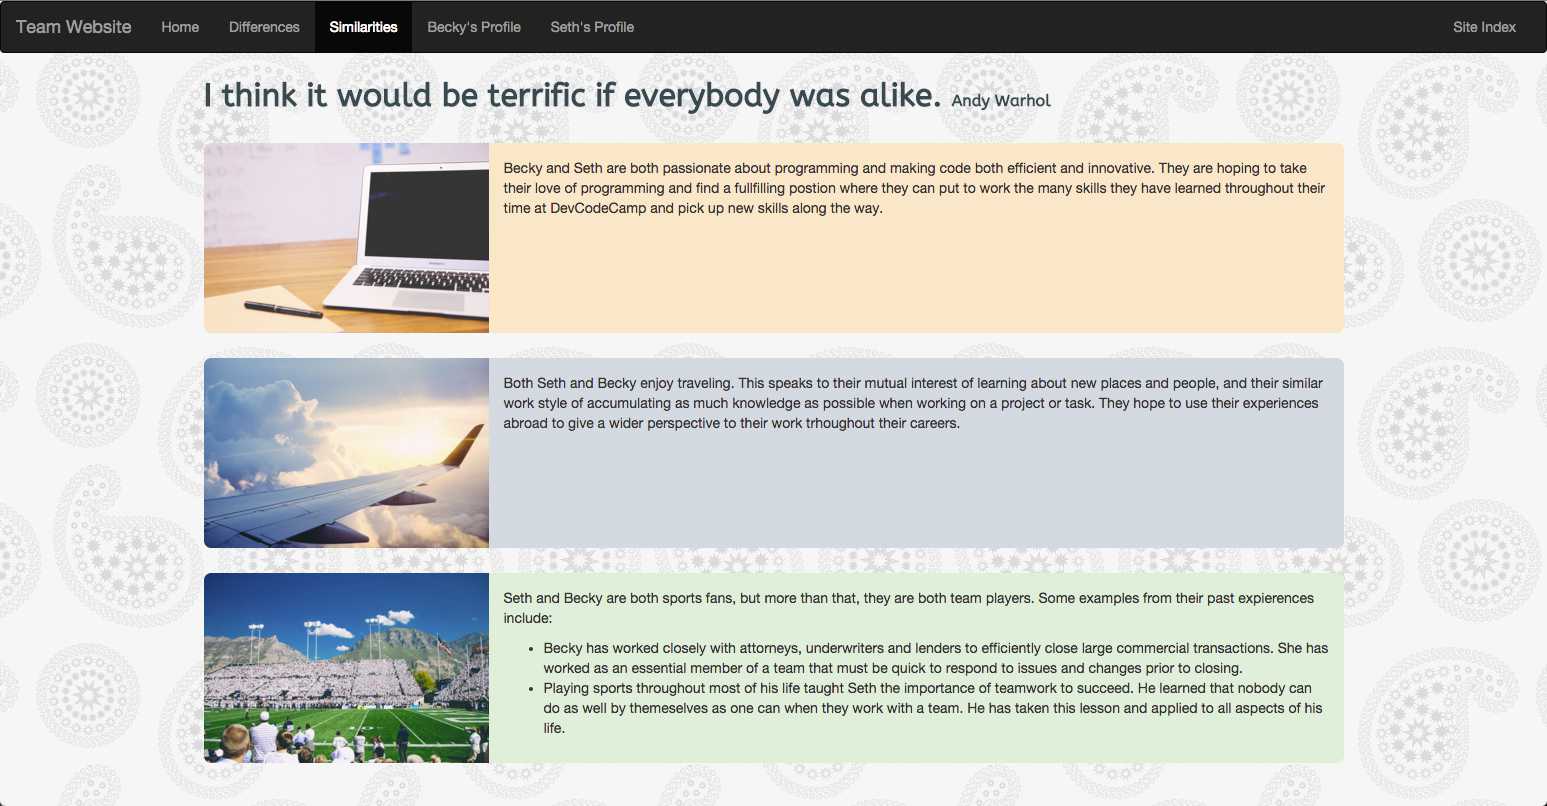 Team Website Home Differences Similarities Becky's Profile Seth's Profile Site Index
I think it would be terrific if everybody was alike. Andy Warhol
Becky and Seth are both passionate about programming and making code both efficient and innovative. They are hoping to take
their love of programming and find a fullfilling postion where they can put to work the many skills they have learned throughout their
time at DevCodeCamp and pick up new skills along the way.
Both Seth and Becky enjoy traveling. This speaks to their mutual interest of learning about new places and people, and their similar
work style of accumulating as much knowledge as possible when working on a project or task. They hope to use their experiences
abroad to give a wider perspective to their work trhoughout their careers.
Seth and Becky are both sports fans, but more than that, they are both team players. Some examples from their past expierences
include:
• Becky has worked closely with attorneys, underwriters and lenders to efficiently close large commercial transactions. She has
worked as an essential member of a team that must be quick to respond to issues and changes prior to closing.
• Playing sports throughout most of his life taught Seth the importance of teamwork to succeed. He learned that nobody can
do as well by themeselves as one can when they work with a team. He has taken this lesson and applied to all aspects of his
life.